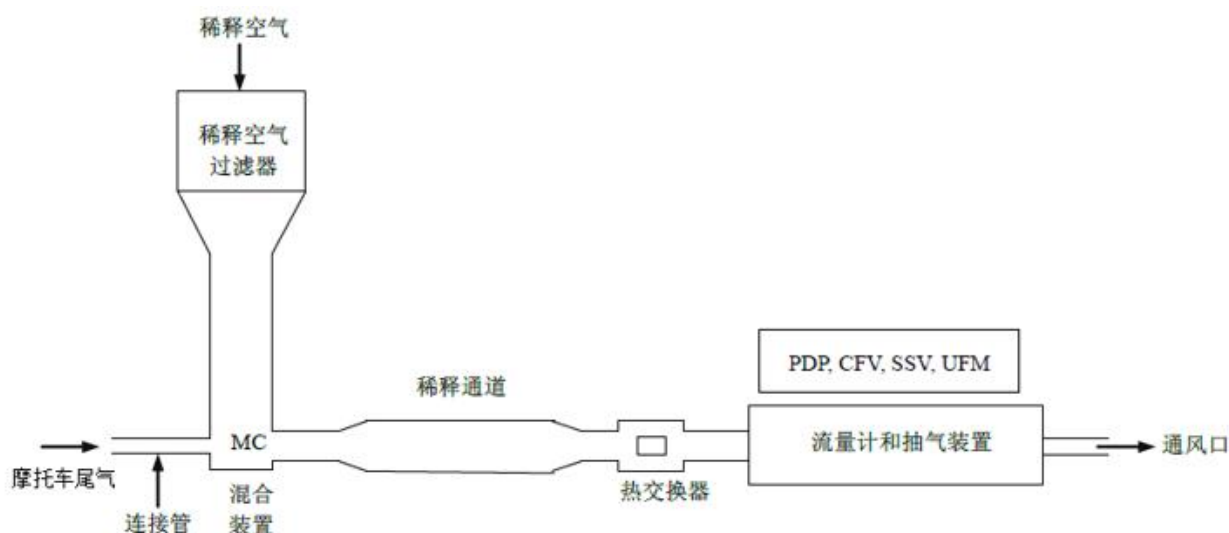 稀释空气
稀释空气
过滤器
PDP, CFV, SSV, UFM
稀释通道
MC
流量计和抽气装置
通风口
摩托车尾气
热交换器
混合
装置
连接管